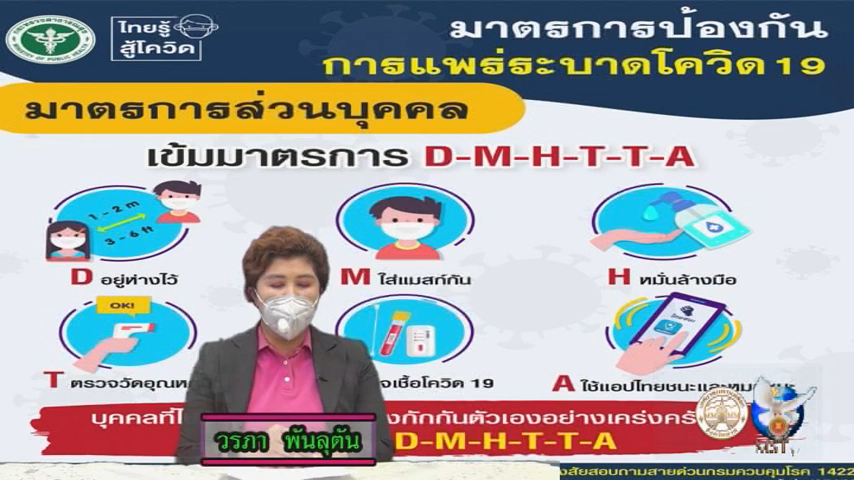 มาตรการป้องกัน
การแพร่ระบาดโควิด 19
ไทยรู้
สู้โควิด
MINISTRY OF PUBLIC HEALTH
มาตรการส่วนบุคคล
เข้มมาตรการ D-M-H-T-T-A
1 - 2 m
3 - 6 ft
D อยู่ห่างไว้
M ใส่แมสก์กัน
H หมั่นล้างมือ
OK!
T ตรวจวัดอุณห
เชื้อโควิด 19
A ใช้แอปไทยชนะและหมอชนะ
บุคคลที่
กักกันตัวเองอย่างเคร่งครั
วรภา พันลุตัน
D-M-H-T-T-A
สงสัยสอบถามสายด่วนกรมควบคุมโรค 1422